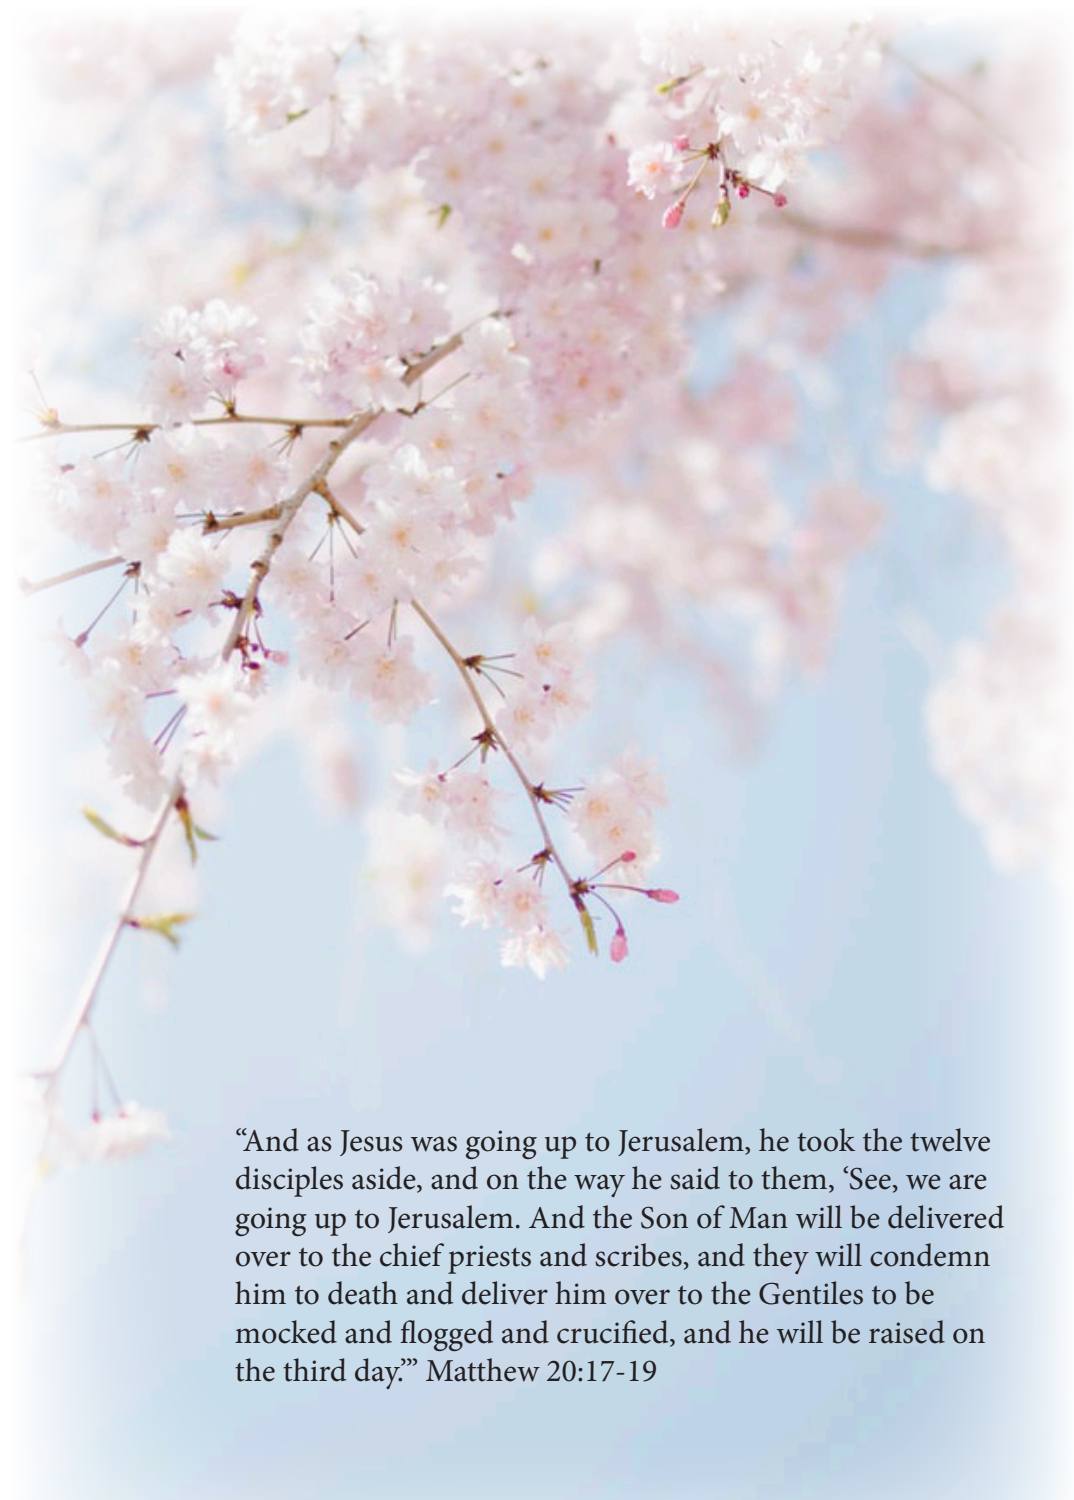 “And as Jesus was going up to Jerusalem, he took the twelve
disciples aside, and on the way he said to them, ‘See, we are
going up to Jerusalem. And the Son of Man will be delivered
over to the chief priests and scribes, and they will condemn
him to death and deliver him over to the Gentiles to be
mocked and flogged and crucified, and he will be raised on
the third day.’” Matthew 20:17-19